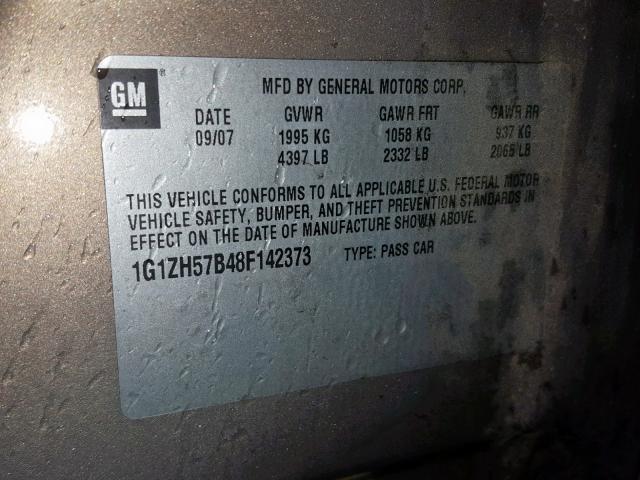 GM ®
MFD BY GENERAL MOTORS CORP.
DATE GVWR GAWR FRT GAWR RR
09/07 1995 KG 1058 KG 937 KG
4397 LB 2332 LB 2065 LB
THIS VEHICLE CONFORMS TO ALL APPLICABLE U.S. FEDERAL MOTOR
VEHICLE SAFETY, BUMPER, AND THEFT PREVENTION STANDARDS IN
EFFECT ON THE DATE OF MANUFACTURE SHOWN ABOVE.
1G1ZH57B48F142373 TYPE: PASS CAR